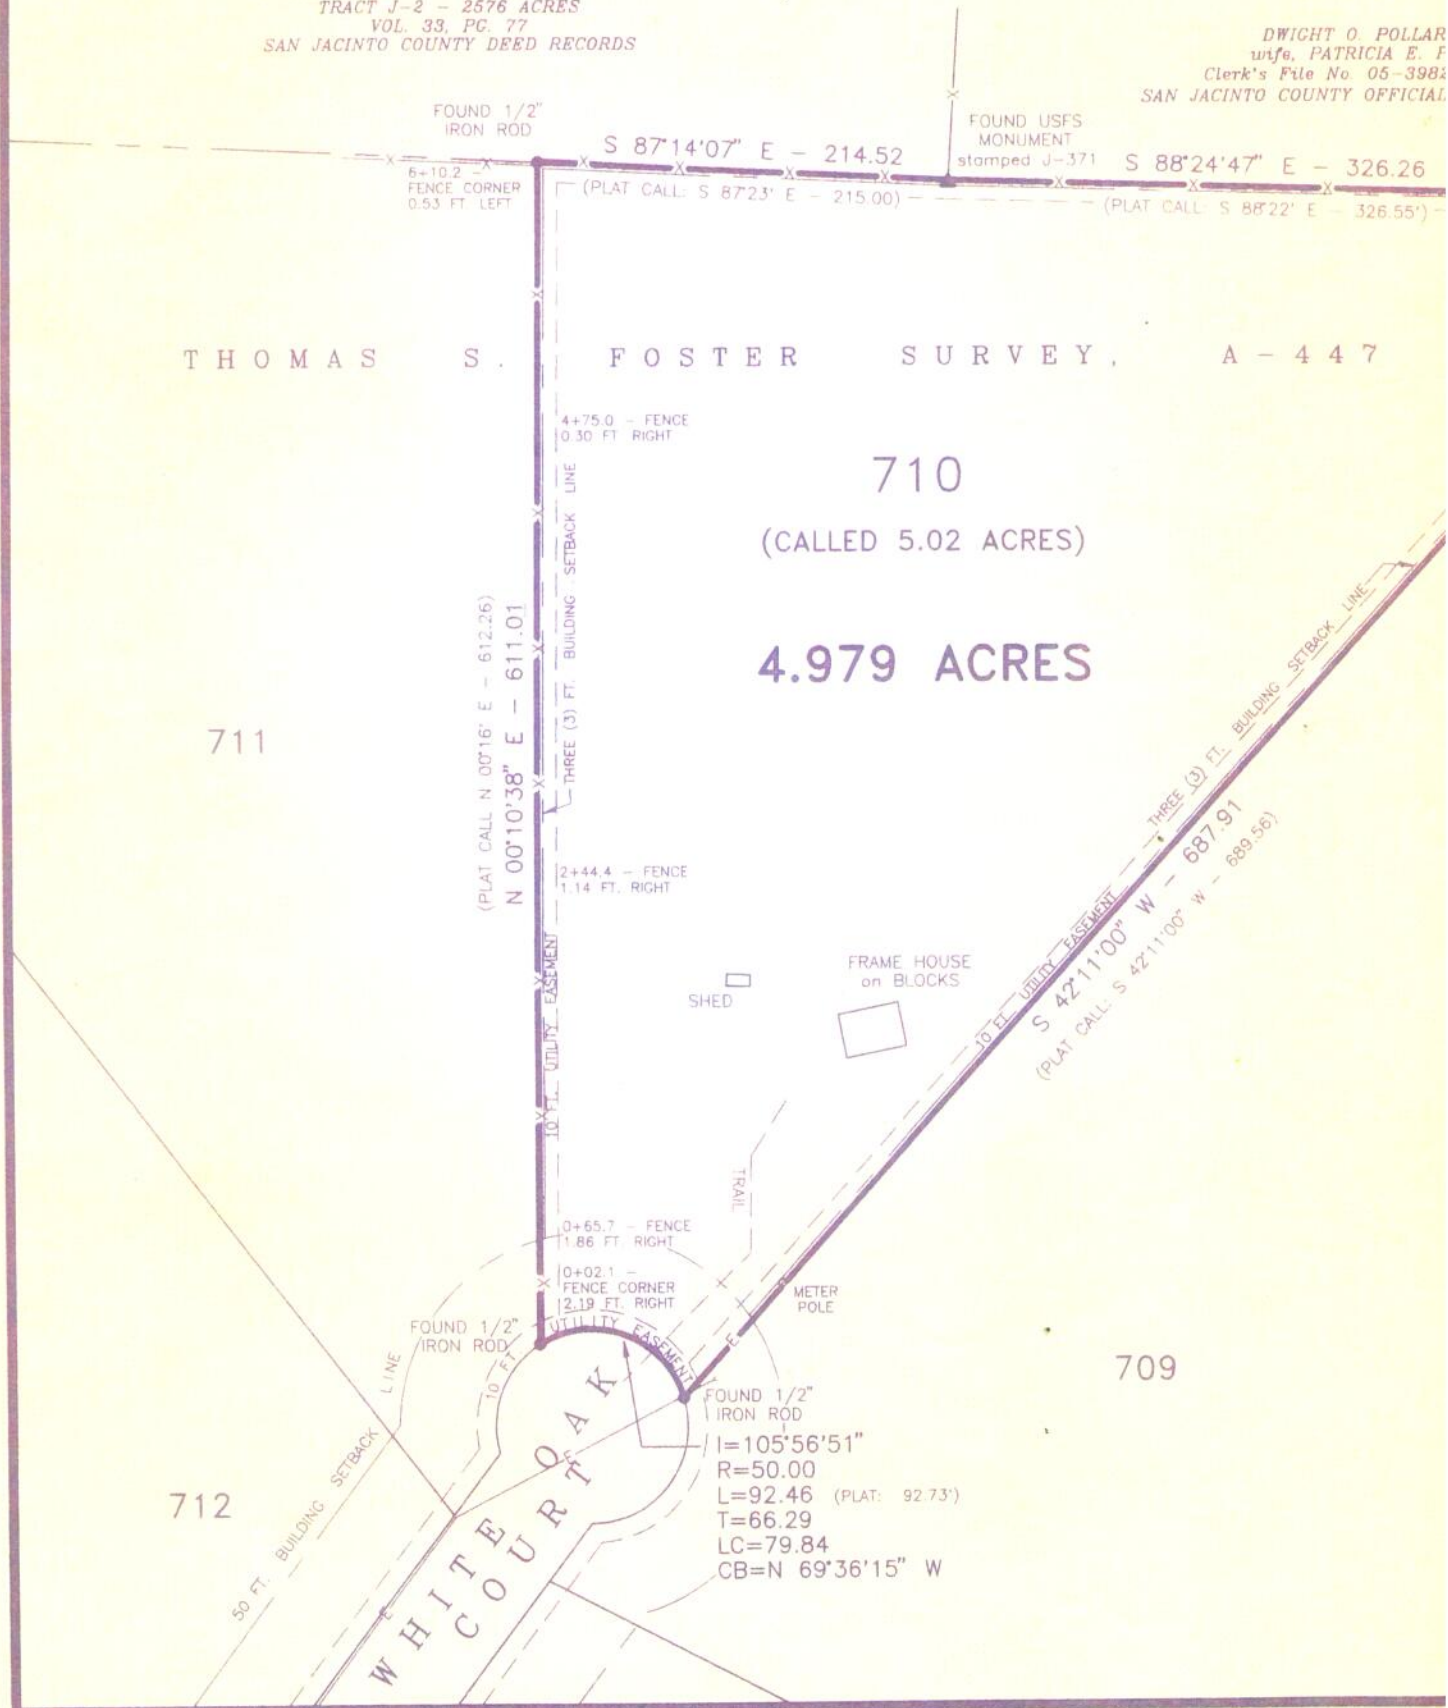 TRACT J-2 - 2576 ACRES
VOL. 33, PG. 77
SAN JACINTO COUNTY DEED RECORDS
DWIGHT O. POLLAR
wife, PATRICIA E. P
Clerk's File No. 05-3982
SAN JACINTO COUNTY OFFICIAL
FOUND 1/2"
IRON ROD
S 87°14'07" E - 214.52
FOUND USFS
MONUMENT
stamped J-371
S 88°24'47" E - 326.26
6+10.2 -
FENCE CORNER
0.53 FT LEFT
(PLAT CALL: S 87°23' E - 215.00)
(PLAT CALL: S 88°22' E - 326.55')
THOMAS S. FOSTER SURVEY, A-447
4+75.0 - FENCE
0.30 FT RIGHT
710
(CALLED 5.02 ACRES)
4.979 ACRES
THREE (3) FT. BUILDING SETBACK LINE
(PLAT CALL N 00°16' E - 612.26)
N 00°10'38" E - 611.01
711
THREE (3) FT. BUILDING SETBACK LINE
S 42°11'00" W - 687.91
(PLAT CALL: S 42°11'00" W - 689.56)
2+44.4 - FENCE
1.14 FT. RIGHT
10 FT. UTILITY EASEMENT
10 FT. UTILITY EASEMENT
SHED
FRAME HOUSE
on BLOCKS
TRAIL
0+65.7 - FENCE
1.86 FT RIGHT
0+02.1 -
FENCE CORNER
2.19 FT. RIGHT
METER
POLE
FOUND 1/2"
IRON ROD
10 FT. UTILITY EASEMENT
709
FOUND 1/2"
IRON ROD
I=105°56'51"
R=50.00
L=92.46 (PLAT: 92.73')
T=66.29
LC=79.84
CB=N 69°36'15" W
712
50 FT. BUILDING SETBACK LINE
WHITE OAK
COURT